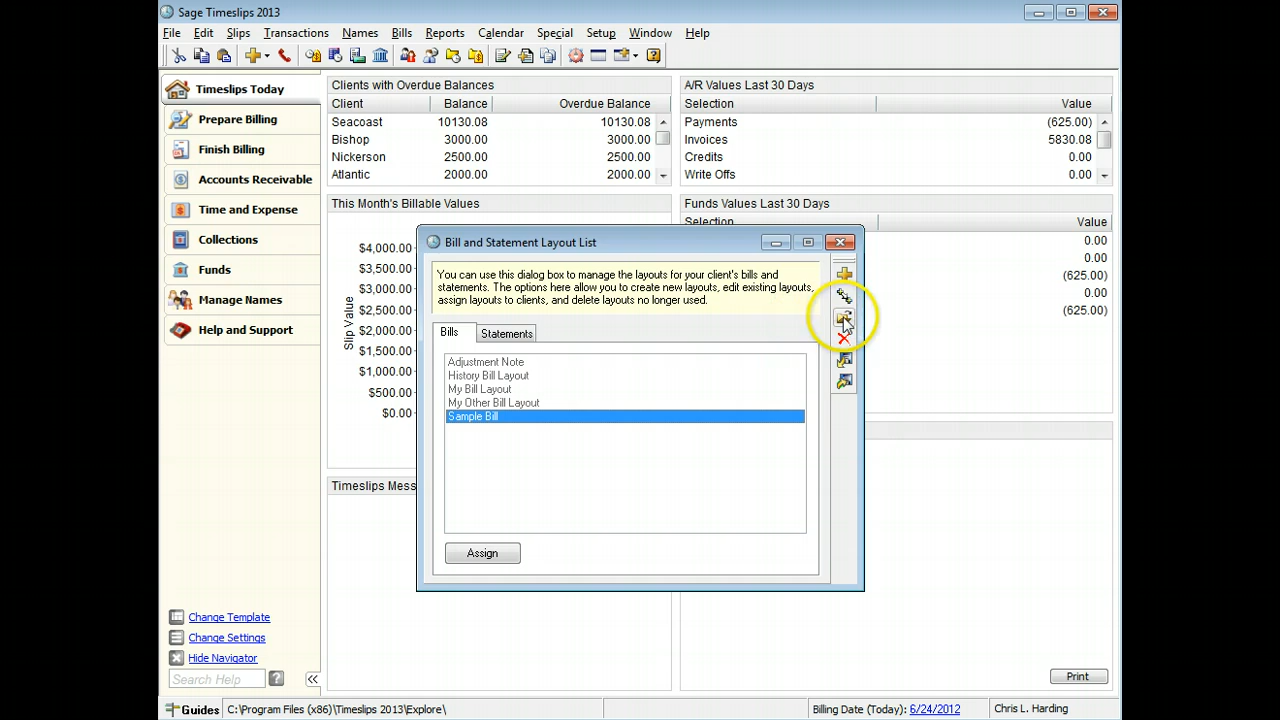 Sage Timeslips 2013
File Edit Slips Transactions Names Bills Reports Calendar Special Setup Window Help
Timeslips Today
Prepare Billing
Finish Billing
Accounts Receivable
Time and Expense
Collections
Funds
Manage Names
Help and Support
Clients with Overdue Balances
Client Balance Overdue Balance
Seacoast 10130.08 10130.08
Bishop 3000.00 3000.00
Nickerson 2500.00 2500.00
Atlantic 2000.00 2000.00
A/R Values Last 30 Days
Selection Value
Payments (625.00)
Invoices 5830.08
Credits 0.00
Write Offs 0.00
This Month's Billable Values
Slip Value
$4,000.00
$3,500.00
$3,000.00
$2,500.00
$2,000.00
$1,500.00
$1,000.00
$500.00
$0.00
Funds Values Last 30 Days
Selection Value
0.00
0.00
(625.00)
0.00
(625.00)
Bill and Statement Layout List
You can use this dialog box to manage the layouts for your client's bills and
statements. The options here allow you to create new layouts, edit existing layouts,
assign layouts to clients, and delete layouts no longer used.
Bills Statements
Adjustment Note
History Bill Layout
My Bill Layout
My Other Bill Layout
Sample Bill
Assign
Timeslips Mess
Print
Change Template
Change Settings
Hide Navigator
Search Help ? <<
Guides C:\Program Files (x86)\Timeslips 2013\Explore\ Billing Date (Today): 6/24/2012 Chris L. Harding